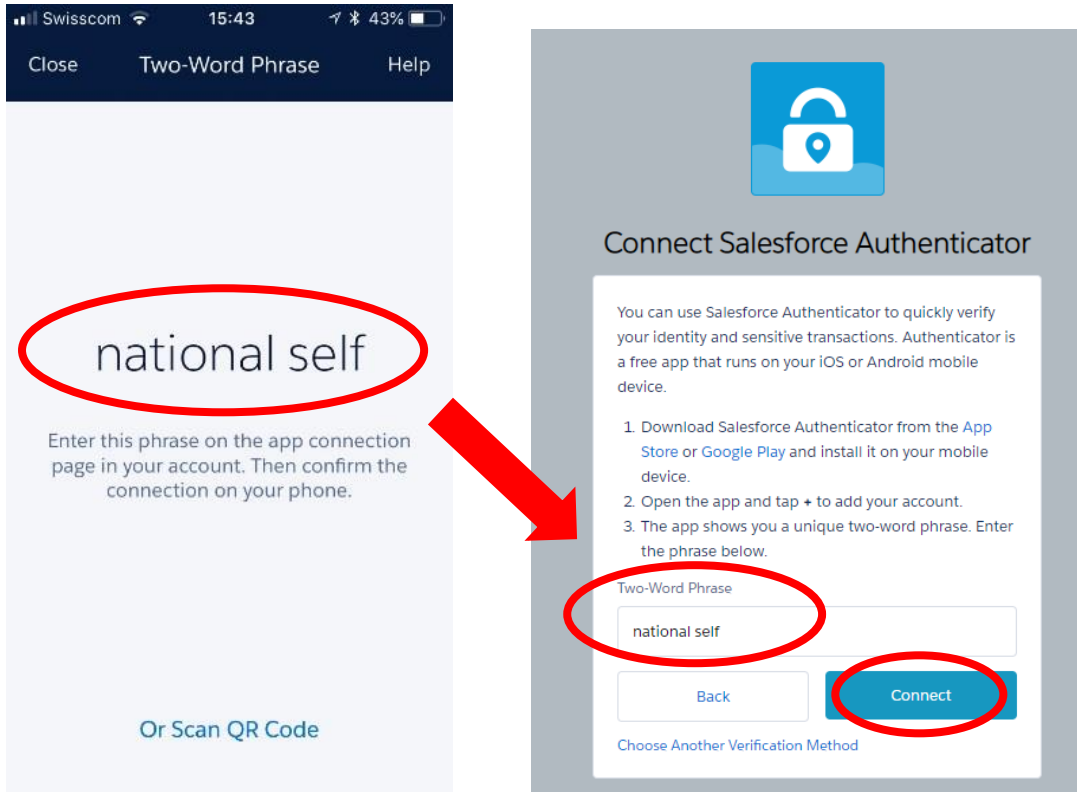 Swisscom 15:43 43%
Close Two-Word Phrase Help
national self
Enter this phrase on the app connection
page in your account. Then confirm the
connection on your phone.
Or Scan QR Code
Connect Salesforce Authenticator
You can use Salesforce Authenticator to quickly verify
your identity and sensitive transactions. Authenticator is
a free app that runs on your iOS or Android mobile
device.
1. Download Salesforce Authenticator from the App
Store or Google Play and install it on your mobile
device.
2. Open the app and tap + to add your account.
3. The app shows you a unique two-word phrase. Enter
the phrase below.
Two-Word Phrase
national self
Back Connect
Choose Another Verification Method